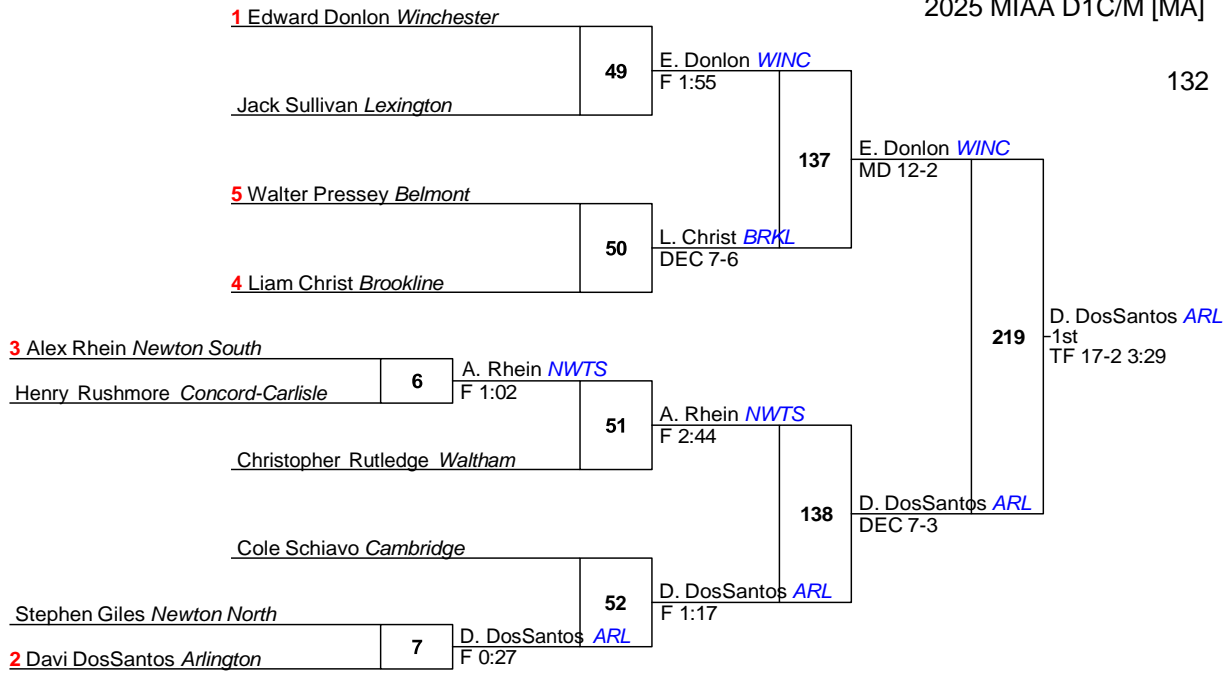 2025 MIAA D1C/M [MA]
132
1 Edward Donlon Winchester
49
E. Donlon WINC
F 1:55
Jack Sullivan Lexington
137
E. Donlon WINC
MD 12-2
5 Walter Pressey Belmont
50
L. Christ BRKL
DEC 7-6
4 Liam Christ Brookline
219
D. DosSantos ARL
1st
TF 17-2 3:29
3 Alex Rhein Newton South
6
A. Rhein NWTS
F 1:02
Henry Rushmore Concord-Carlisle
51
A. Rhein NWTS
F 2:44
Christopher Rutledge Waltham
138
D. DosSantos ARL
DEC 7-3
Cole Schiavo Cambridge
52
D. DosSantos ARL
F 1:17
Stephen Giles Newton North
7
D. DosSantos ARL
F 0:27
2 Davi DosSantos Arlington